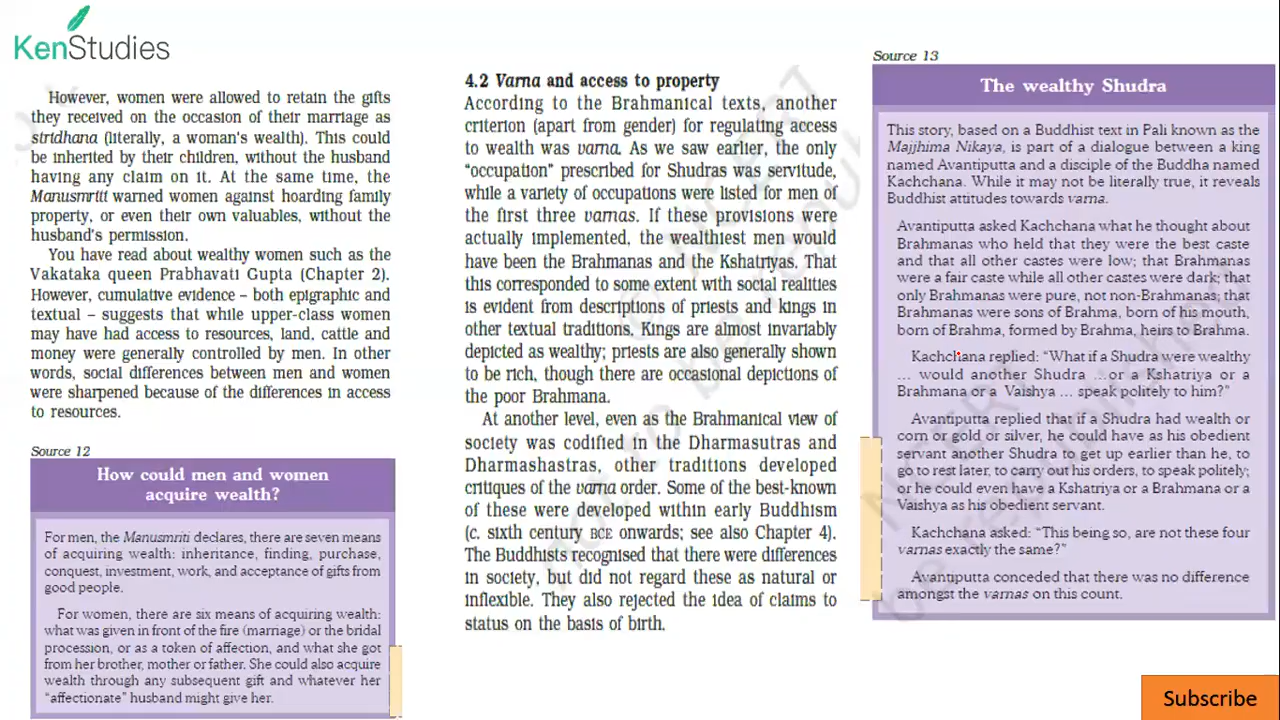 KenStudies
However, women were allowed to retain the gifts
they received on the occasion of their marriage as
stridhana (literally, a woman's wealth). This could
be inherited by their children, without the husband
having any claim on it. At the same time, the
Manusmriti warned women against hoarding family
property, or even their own valuables, without the
husband's permission.
You have read about wealthy women such as the
Vakataka queen Prabhavati Gupta (Chapter 2).
However, cumulative evidence – both epigraphic and
textual – suggests that while upper-class women
may have had access to resources, land, cattle and
money were generally controlled by men. In other
words, social differences between men and women
were sharpened because of the differences in access
to resources.
Source 12
How could men and women
acquire wealth?
For men, the Manusmriti declares, there are seven means
of acquiring wealth: inheritance, finding, purchase,
conquest, investment, work, and acceptance of gifts from
good people.
For women, there are six means of acquiring wealth:
what was given in front of the fire (marriage) or the bridal
procession, or as a token of affection, and what she got
from her brother, mother or father. She could also acquire
wealth through any subsequent gift and whatever her
"affectionate" husband might give her.
4.2 Varna and access to property
According to the Brahmanical texts, another
criterion (apart from gender) for regulating access
to wealth was varna. As we saw earlier, the only
"occupation" prescribed for Shudras was servitude,
while a variety of occupations were listed for men of
the first three varnas. If these provisions were
actually implemented, the wealthiest men would
have been the Brahmanas and the Kshatriyas. That
this corresponded to some extent with social realities
is evident from descriptions of priests and kings in
other textual traditions. Kings are almost invariably
depicted as wealthy; priests are also generally shown
to be rich, though there are occasional depictions of
the poor Brahmana.
At another level, even as the Brahmanical view of
society was codified in the Dharmasutras and
Dharmashastras, other traditions developed
critiques of the varna order. Some of the best-known
of these were developed within early Buddhism
(c. sixth century BCE onwards; see also Chapter 4).
The Buddhists recognised that there were differences
in society, but did not regard these as natural or
inflexible. They also rejected the idea of claims to
status on the basis of birth.
Source 13
The wealthy Shudra
This story, based on a Buddhist text in Pali known as the
Majjhima Nikaya, is part of a dialogue between a king
named Avantiputta and a disciple of the Buddha named
Kachchana. While it may not be literally true, it reveals
Buddhist attitudes towards varna.
Avantiputta asked Kachchana what he thought about
Brahmanas who held that they were the best caste
and that all other castes were low; that Brahmanas
were a fair caste while all other castes were dark; that
only Brahmanas were pure, not non-Brahmanas; that
Brahmanas were sons of Brahma, born of his mouth,
born of Brahma, formed by Brahma, heirs to Brahma.
Kachchana replied: "What if a Shudra were wealthy
... would another Shudra ...or a Kshatriya or a
Brahmana or a Vaishya ... speak politely to him?"
Avantiputta replied that if a Shudra had wealth or
corn or gold or silver, he could have as his obedient
servant another Shudra to get up earlier than he, to
go to rest later, to carry out his orders, to speak politely;
or he could even have a Kshatriya or a Brahmana or a
Vaishya as his obedient servant.
Kachchana asked: "This being so, are not these four
varnas exactly the same?"
Avantiputta conceded that there was no difference
amongst the varnas on this count.
Subscribe